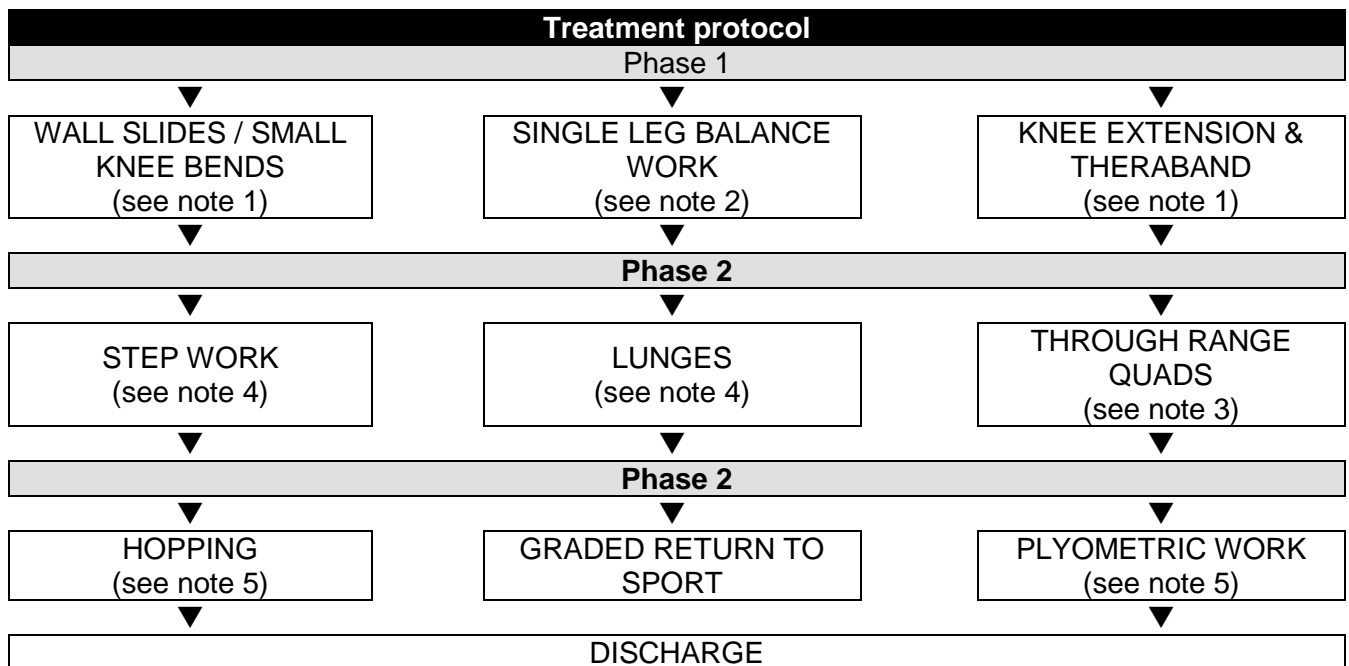 Treatment protocol
Phase 1
WALL SLIDES / SMALL
KNEE BENDS
(see note 1)
SINGLE LEG BALANCE
WORK
(see note 2)
KNEE EXTENSION &
THERABAND
(see note 1)
Phase 2
STEP WORK
(see note 4)
LUNGES
(see note 4)
THROUGH RANGE
QUADS
(see note 3)
Phase 2
HOPPING
(see note 5)
GRADED RETURN TO
SPORT
PLYOMETRIC WORK
(see note 5)
DISCHARGE